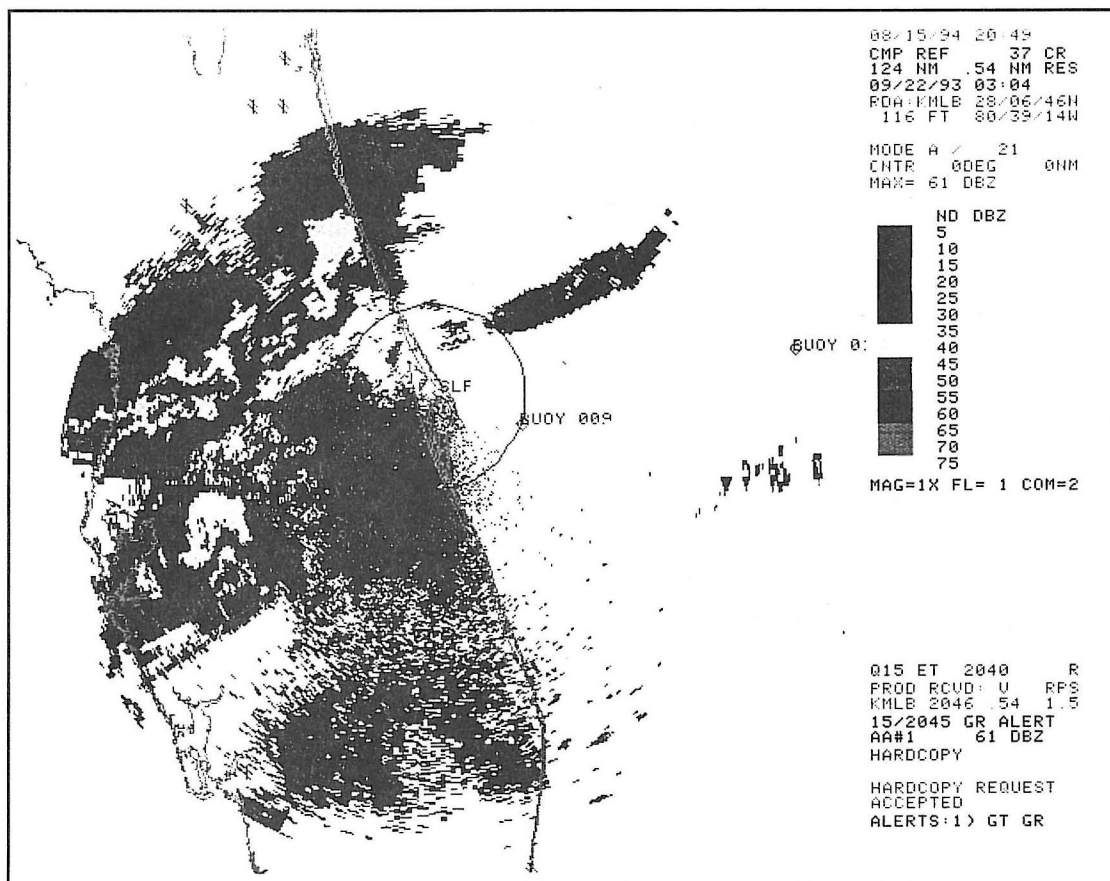 08/15/94 20:49
CMP REF 37 CR
124 NM .54 NM RES
09/22/93 03:04
RDA:KMLB 28/06/46N
116 FT 80/39/14W
MODE A / 21
CNTR 0DEG 0NM
MAX= 61 DBZ
ND DBZ
5
10
15
20
25
30
35
40
45
50
55
60
65
70
75
MAG=1X FL= 1 COM=2
BUOY 01
SLF
BUOY 009
Q15 ET 2040 R
PROD RCVD: V RPS
KMLB 2046 .54 1.5
15/2045 GR ALERT
AA#1 61 DBZ
HARDCOPY
HARDCOPY REQUEST
ACCEPTED
ALERTS:1) GT GR